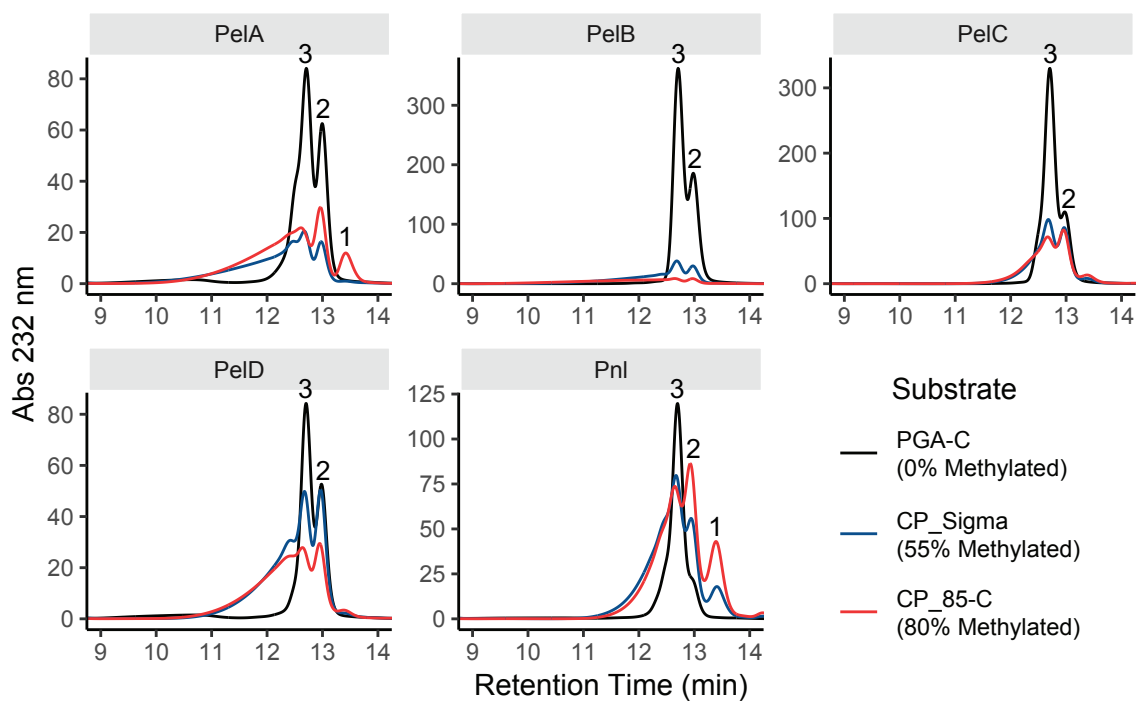 PelA
PelB
PelC
3
2
1
80
60
40
20
0
9 10 11 12 13 14
3
2
300
200
100
0
9 10 11 12 13 14
3
2
300
200
100
0
9 10 11 12 13 14
Abs 232 nm
PelD
Pnl
3
2
80
60
40
20
0
9 10 11 12 13 14
3
2
1
125
100
75
50
25
0
9 10 11 12 13 14
Retention Time (min)
Substrate
PGA-C
(0% Methylated)
CP_Sigma
(55% Methylated)
CP_85-C
(80% Methylated)